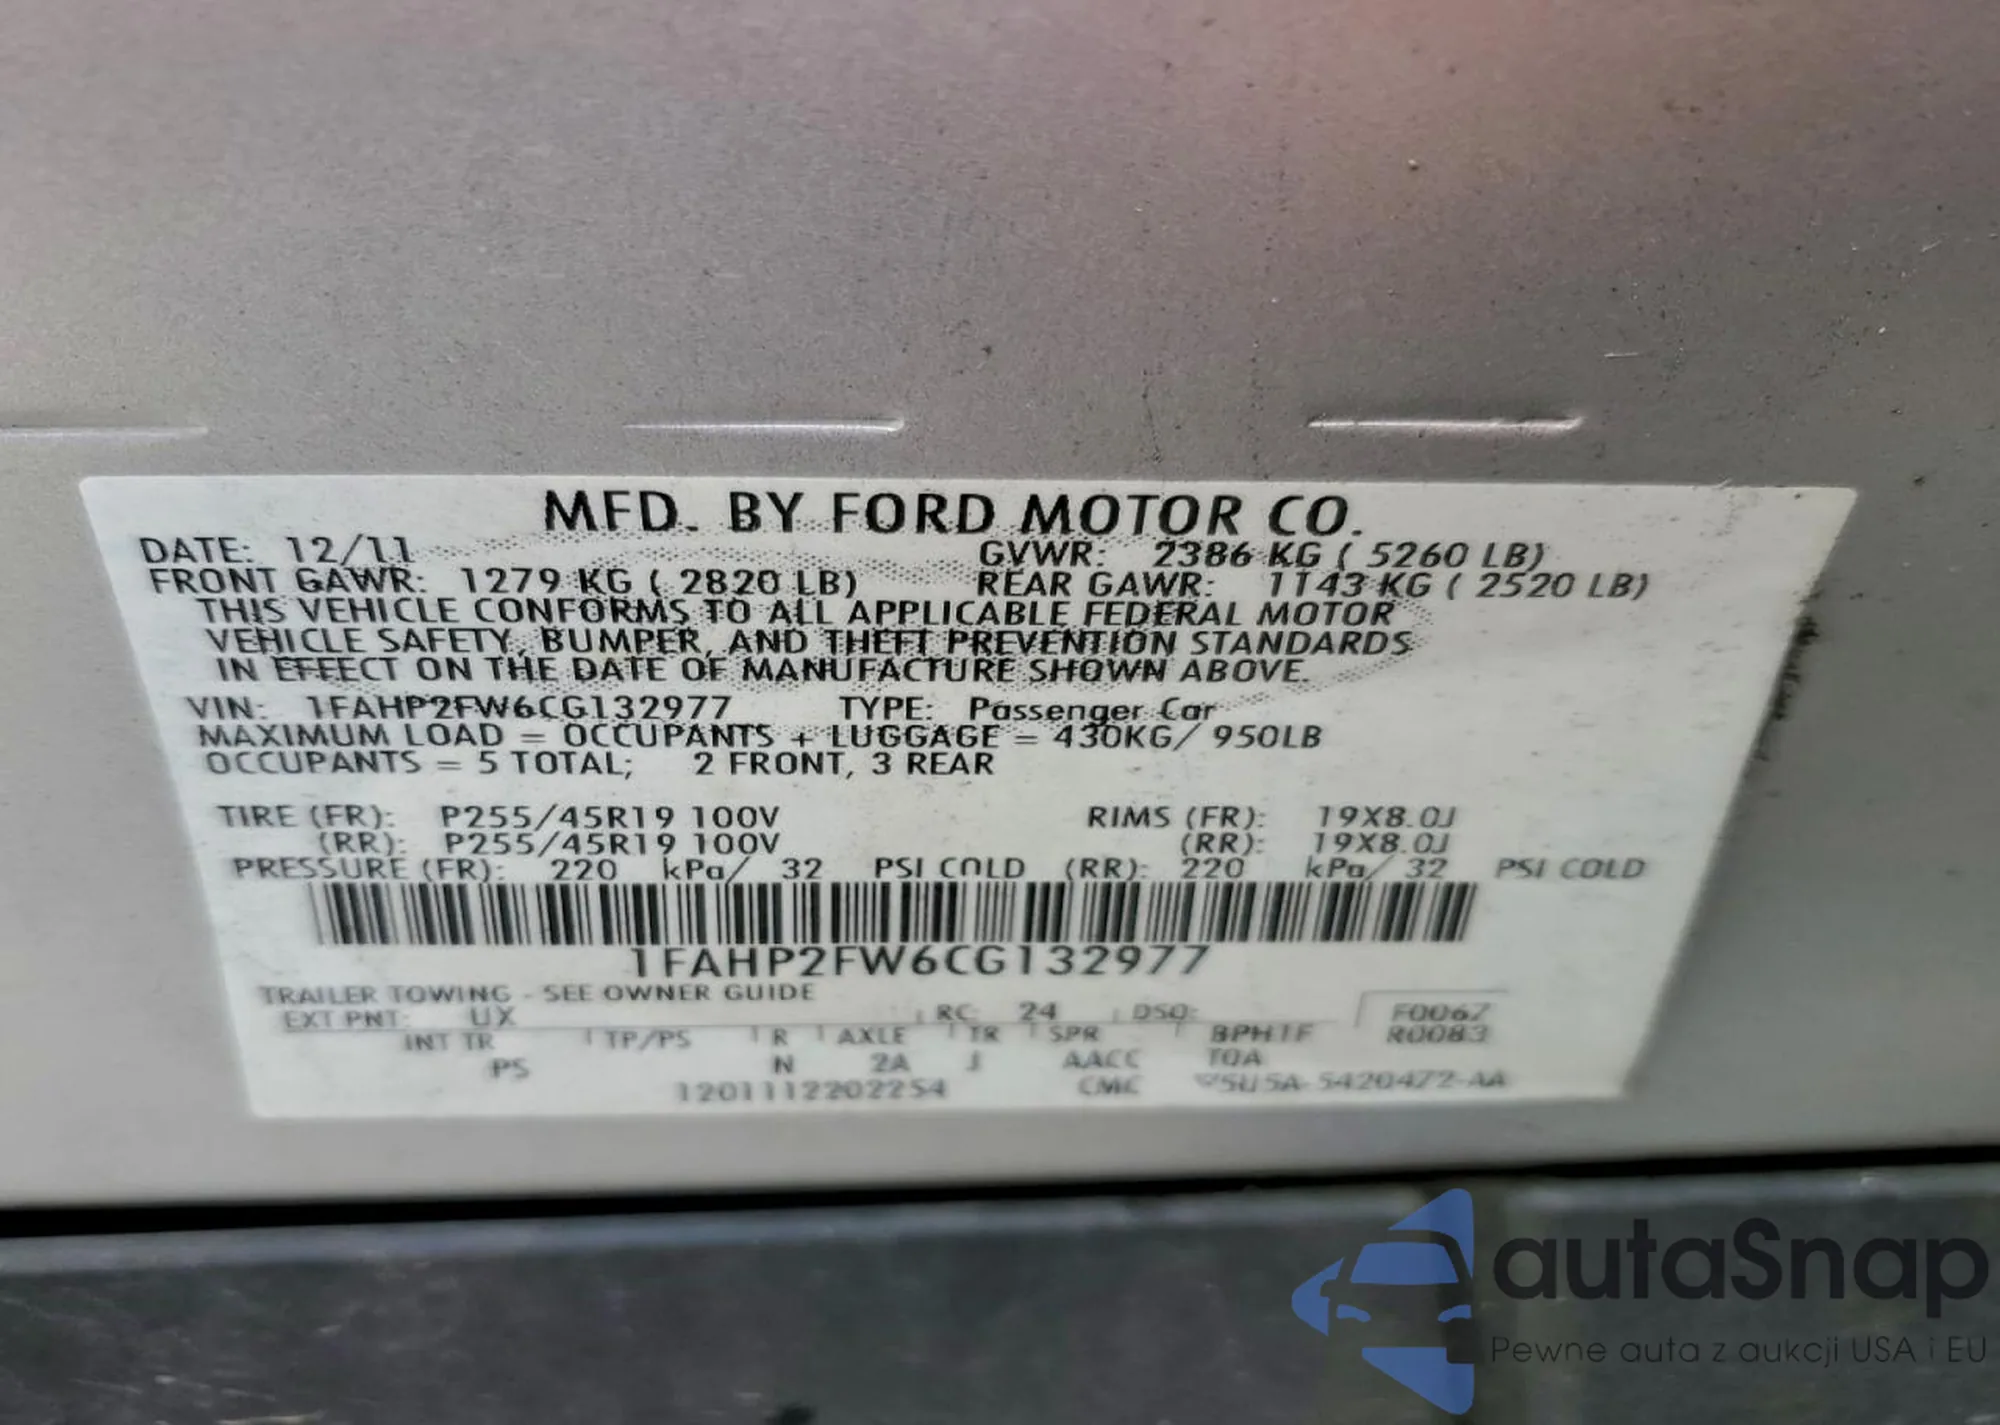 MFD. BY FORD MOTOR CO.
DATE: 12/11 GVWR: 2386 KG ( 5260 LB)
FRONT GAWR: 1279 KG ( 2820 LB) REAR GAWR: 1143 KG ( 2520 LB)
THIS VEHICLE CONFORMS TO ALL APPLICABLE FEDERAL MOTOR
VEHICLE SAFETY, BUMPER, AND THEFT PREVENTION STANDARDS
IN EFFECT ON THE DATE OF MANUFACTURE SHOWN ABOVE.
VIN: 1FAHP2FW6CG132977 TYPE: Passenger Car
MAXIMUM LOAD = OCCUPANTS + LUGGAGE = 430KG/ 950LB
OCCUPANTS = 5 TOTAL; 2 FRONT, 3 REAR
TIRE (FR): P255/45R19 100V RIMS (FR): 19X8.0J
(RR): P255/45R19 100V (RR): 19X8.0J
PRESSURE (FR): 220 kPa/ 32 PSI COLD (RR): 220 kPa/ 32 PSI COLD
1FAHP2FW6CG132977
TRAILER TOWING - SEE OWNER GUIDE
EXT PNT: UX RC: 24 DSO: F0067
R0083
INT TR TP/PS R AXLE TR SPR
PS N 2A J AACC
1201112202254 CMC
autaSnap
Pewne auta z aukcji USA i EU